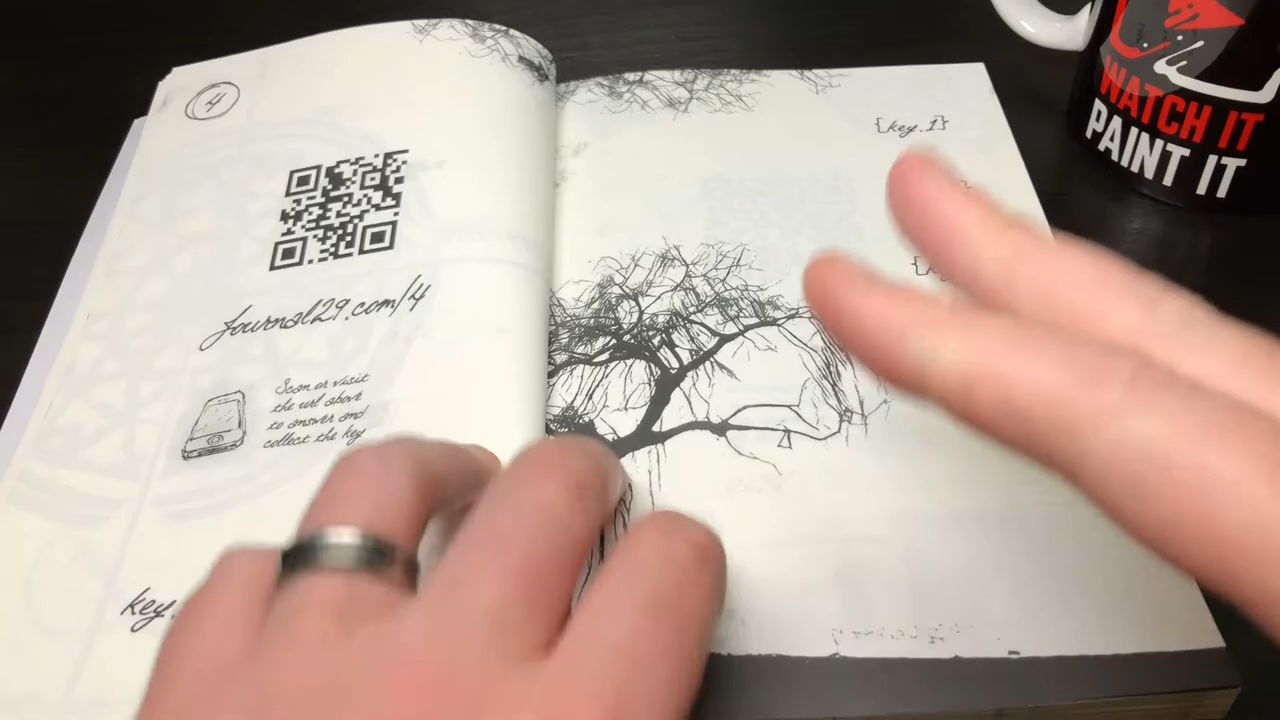 4
Journal29.com/4
Scan or visit
the url above
to answer and
collect the key
key.
{key.1}
WATCH IT
PAINT IT